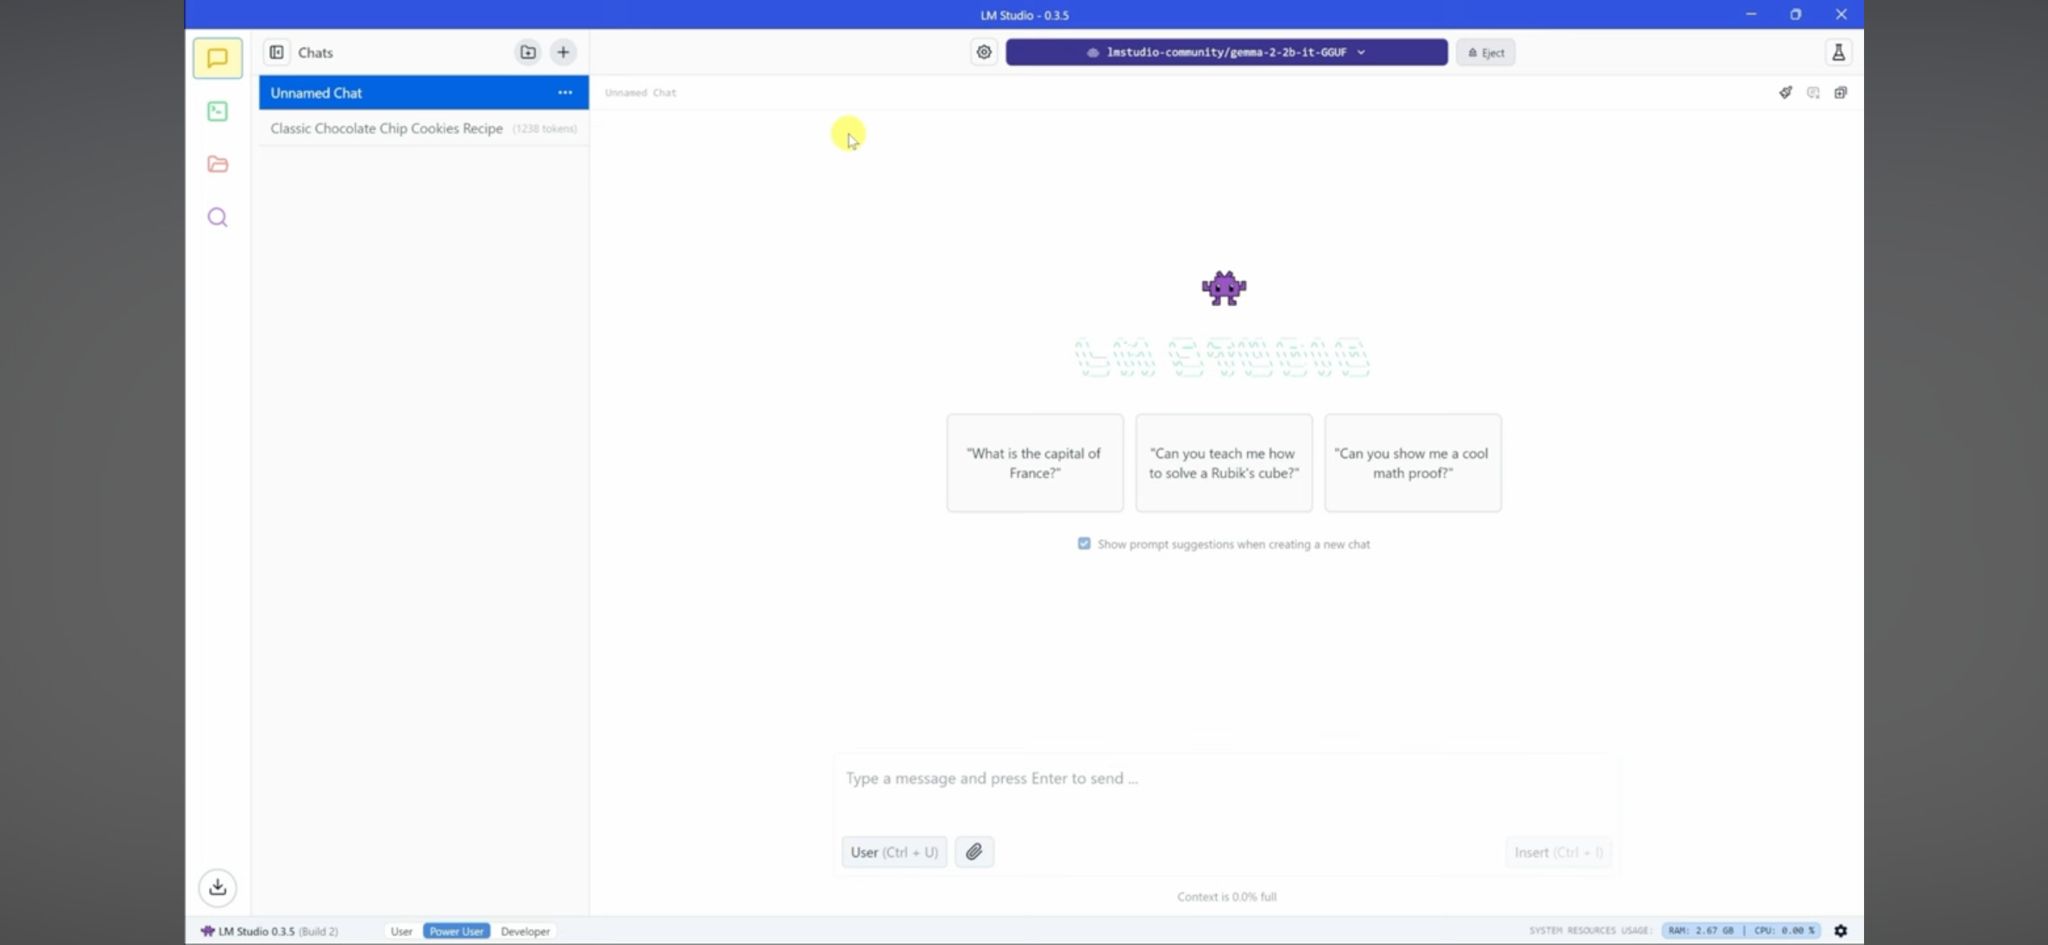 LM Studio - 0.3.5
Chats
lmstudio-community/gemma-2-2b-it-GGUF
Eject
Unnamed Chat
Unnamed Chat
Classic Chocolate Chip Cookies Recipe (1238 tokens)
LM STUDIO
"What is the capital of
France?"
"Can you teach me how
to solve a Rubik's cube?"
"Can you show me a cool
math proof?"
Show prompt suggestions when creating a new chat
Type a message and press Enter to send ...
User (Ctrl + U)
Insert (Ctrl + I)
Context is 0.0% full
LM Studio 0.3.5 (Build 2)
User
Power User
Developer
SYSTEM RESOURCES USAGE:
RAM: 2.67 GB | CPU: 0.00 %